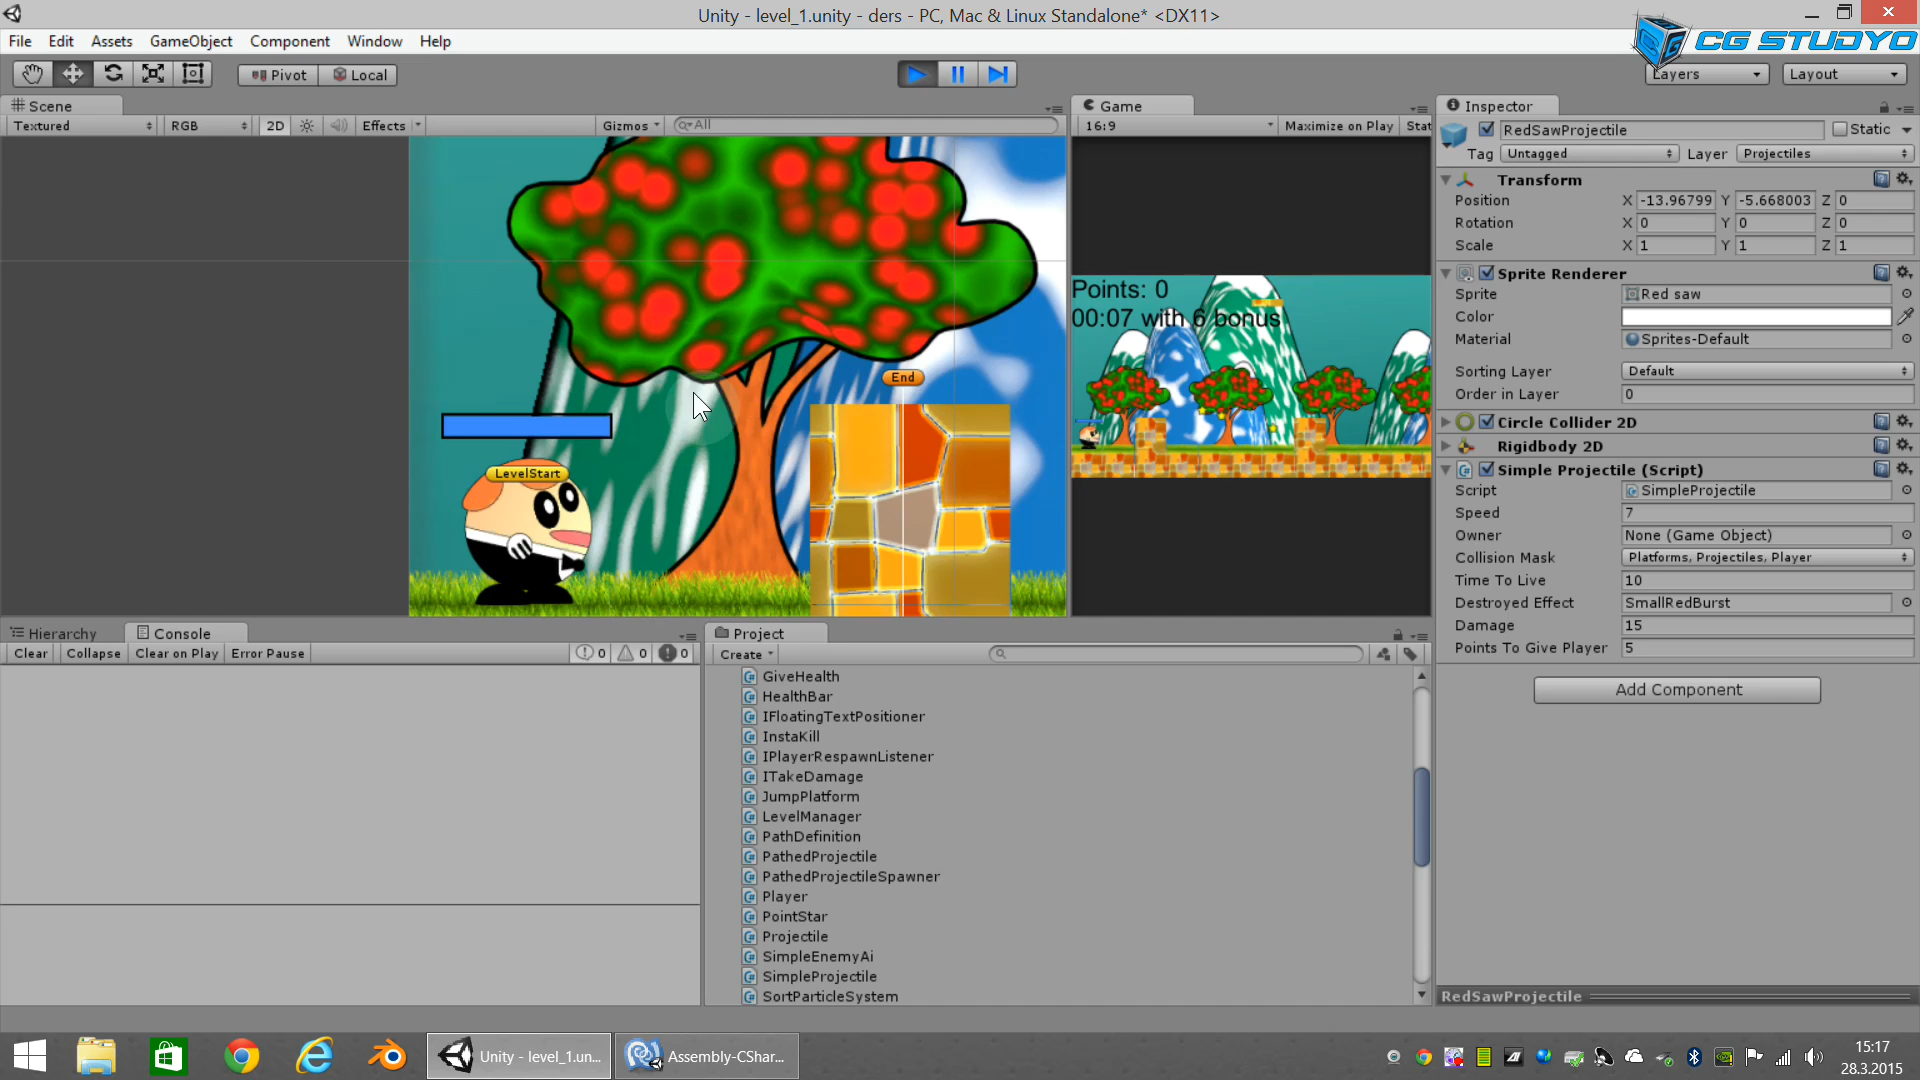 Unity - level_1.unity - ders - PC, Mac & Linux Standalone* <DX11>
File Edit Assets GameObject Component Window Help
CG STUDYO
Pivot Local
Layers Layout
Scene
Textured RGB 2D Effects Gizmos All
LevelStart
End
Game
16:9 Maximize on Play Stat
Points: 0
00:07 with 6 bonus
Inspector
RedSawProjectile Static
Tag Untagged Layer Projectiles
Transform
Position X -13.96799 Y -5.668003 Z 0
Rotation X 0 Y 0 Z 0
Scale X 1 Y 1 Z 1
Sprite Renderer
Sprite Red saw
Color
Material Sprites-Default
Sorting Layer Default
Order in Layer 0
Circle Collider 2D
Rigidbody 2D
Simple Projectile (Script)
Script SimpleProjectile
Speed 7
Owner None (Game Object)
Collision Mask Platforms, Projectiles, Player
Time To Live 10
Destroyed Effect SmallRedBurst
Damage 15
Points To Give Player 5
Add Component
RedSawProjectile
Hierarchy Console
Clear Collapse Clear on Play Error Pause 0 0 0
Project
Create
GiveHealth
HealthBar
IFloatingTextPositioner
InstaKill
IPlayerRespawnListener
ITakeDamage
JumpPlatform
LevelManager
PathDefinition
PathedProjectile
PathedProjectileSpawner
Player
PointStar
Projectile
SimpleEnemyAi
SimpleProjectile
SortParticleSystem
Unity - level_1.un...
Assembly-CShar...
15:17
28.3.2015